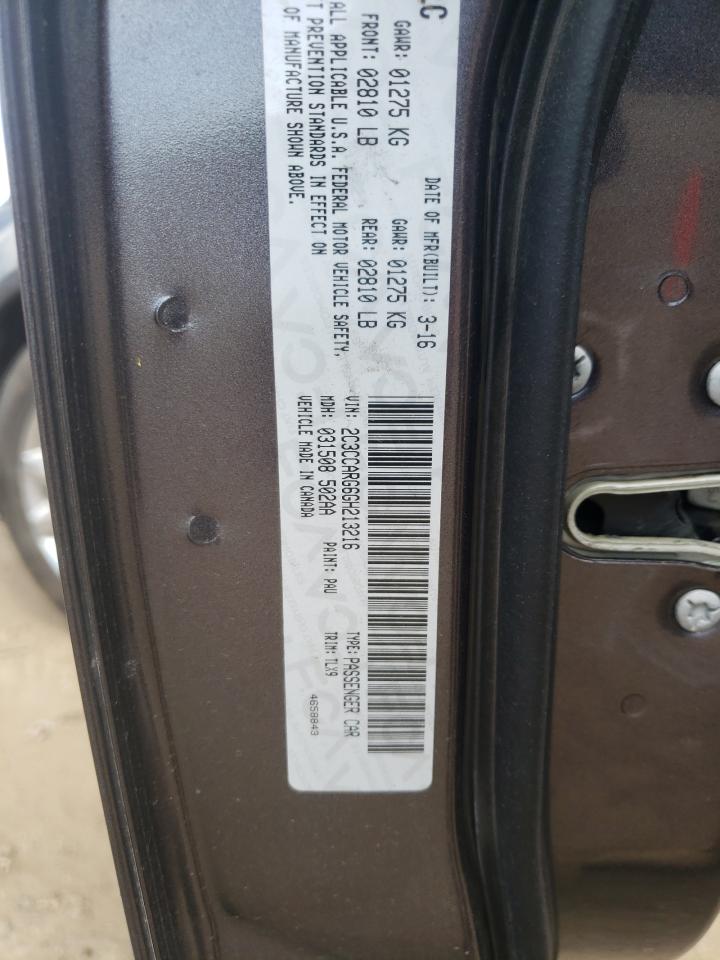 LC
DATE OF MFR(BUILT): 3-16
GAWR: 01275 KG GAWR: 01275 KG
FRONT: 02810 LB REAR: 02810 LB
ALL APPLICABLE U.S.A. FEDERAL MOTOR VEHICLE SAFETY,
T PREVENTION STANDARDS IN EFFECT ON
OF MANUFACTURE SHOWN ABOVE.
VIN: 2C3CCARG6GH213216 TYPE: PASSENGER CAR
MDH: 031508 502AA PAINT: PAU TRIM: TLX9
VEHICLE MADE IN CANADA 4658843